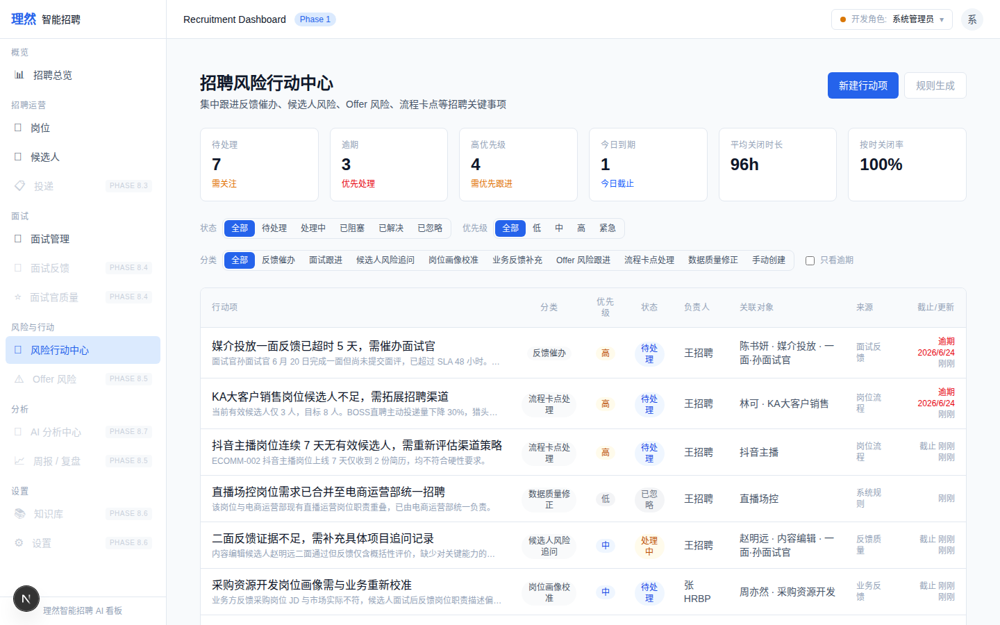 理然 智能招聘
Recruitment Dashboard Phase 1
开发角色: 系统管理员 ▾ 系
概览
招聘总览
招聘运营
岗位
候选人
投递 PHASE 8.3
面试
面试管理
面试反馈 PHASE 8.4
面试官质量 PHASE 8.4
风险与行动
风险行动中心
Offer 风险 PHASE 8.5
分析
AI 分析中心 PHASE 8.7
周报 / 复盘 PHASE 8.5
设置
知识库 PHASE 8.6
设置 PHASE 8.6
N
理然智能招聘 AI 看板
招聘风险行动中心
集中跟进反馈催办、候选人风险、Offer 风险、流程卡点等招聘关键事项
新建行动项 规则生成
待处理
7
需关注
逾期
3
优先处理
高优先级
4
需优先跟进
今日到期
1
今日截止
平均关闭时长
96h
按时关闭率
100%
状态 全部 待处理 处理中 已阻塞 已解决 已忽略 优先级 全部 低 中 高 紧急
分类 全部 反馈催办 面试跟进 候选人风险追问 岗位画像校准 业务反馈补充 Offer 风险跟进 流程卡点处理 数据质量修正 手动创建 只看逾期
行动项 分类 优先
级 状态 负责人 关联对象 来源 截止/更新
媒介投放一面反馈已超时 5 天，需催办面试官
面试官孙面试官 6 月 20 日完成一面但尚未提交面评，已超过 SLA 48 小时。…
反馈催办
高
待处
理
王招聘
陈书妍 · 媒介投放 · 一
面·孙面试官
面试反
馈
逾期
2026/6/24
刚刚
KA大客户销售岗位候选人不足，需拓展招聘渠道
当前有效候选人仅 3 人，目标 8 人。BOSS直聘主动投递量下降 30%，猎头…
流程卡点处
理
高
待处
理
王招聘
林可 · KA大客户销售
岗位流
程
逾期
2026/6/24
刚刚
抖音主播岗位连续 7 天无有效候选人，需重新评估渠道策略
ECOMM-002 抖音主播岗位上线 7 天仅收到 2 份简历，均不符合硬性要求。
流程卡点处
理
高
待处
理
王招聘
抖音主播
岗位流
程
截止 刚刚
刚刚
直播场控岗位需求已合并至电商运营部统一招聘
该岗位与电商运营部现有直播运营岗位职责重叠，已由电商运营部统一负责。
数据质量修
正
低
已忽
略
王招聘
直播场控
系统规
则
刚刚
二面反馈证据不足，需补充具体项目追问记录
内容编辑候选人赵明远二面通过但反馈仅含概括性评价，缺少对关键能力的…
候选人风险
追问
中
处理
中
王招聘
赵明远 · 内容编辑 · 一
面·孙面试官
反馈质
量
截止 刚刚
刚刚
采购资源开发岗位画像需与业务重新校准
业务方反馈采购岗位 JD 与市场实际不符，候选人面试后反馈岗位职责描述偏…
岗位画像校
准
中
待处
理
张
HRBP
周亦然 · 采购资源开发
业务反
馈
截止 刚刚
刚刚